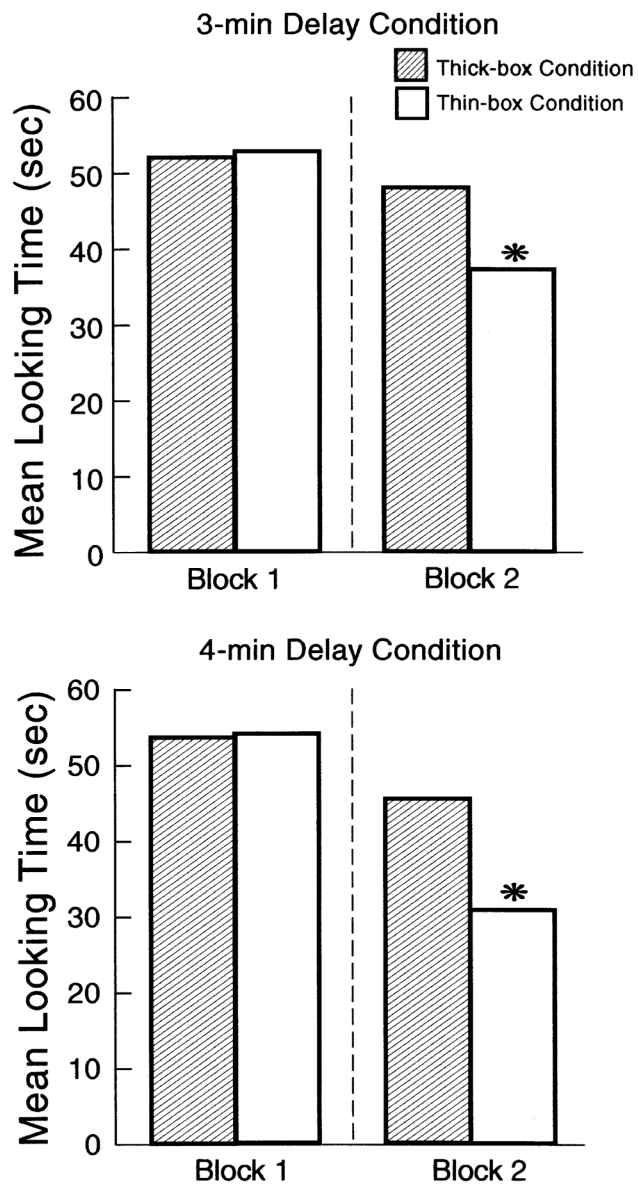 3-min Delay Condition
Thick-box Condition
Thin-box Condition
Mean Looking Time (sec)
60
50
40
30
20
10
0
*
Block 1
Block 2
4-min Delay Condition
Mean Looking Time (sec)
60
50
40
30
20
10
0
*
Block 1
Block 2